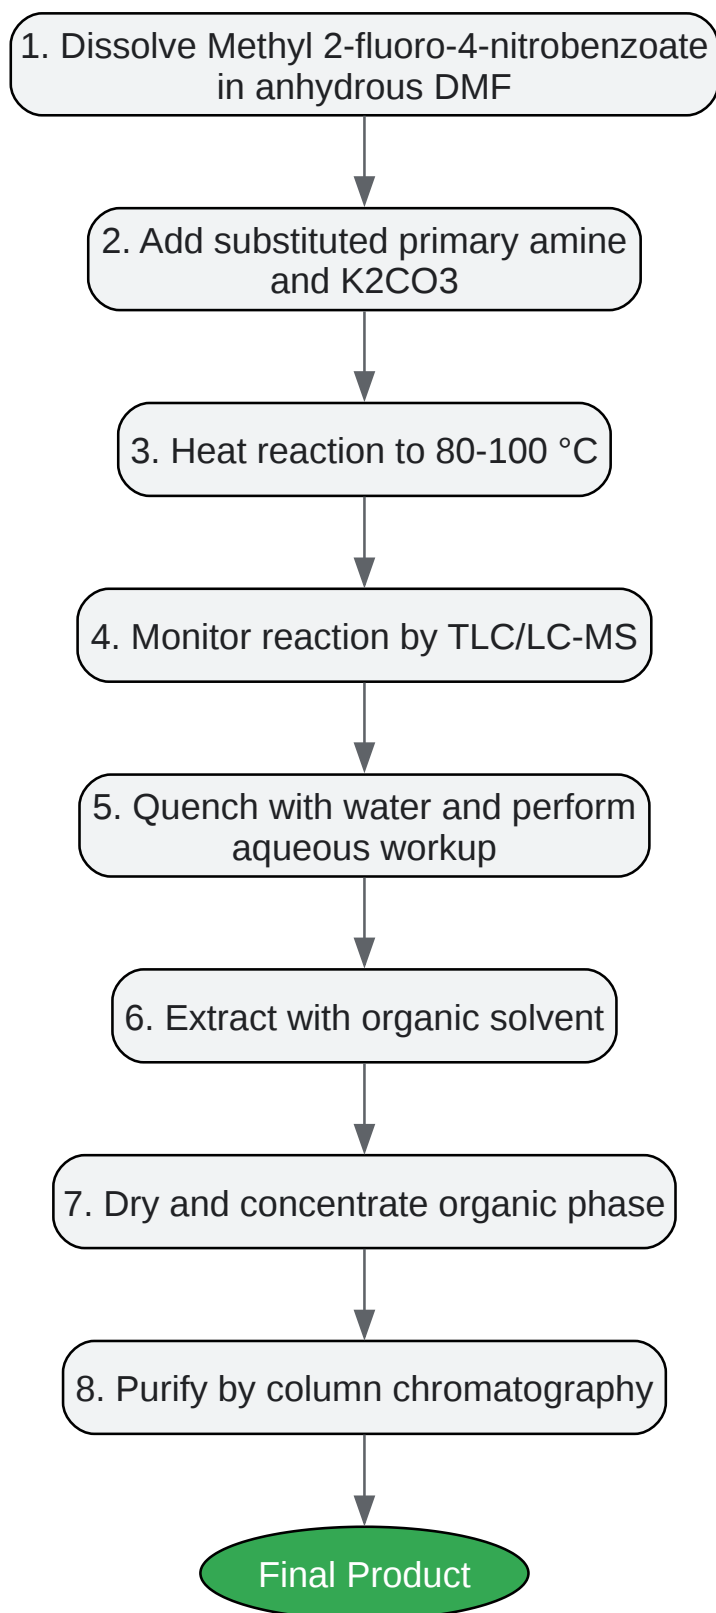 1. Dissolve Methyl 2-fluoro-4-nitrobenzoate
in anhydrous DMF
2. Add substituted primary amine
and K2CO3
3. Heat reaction to 80-100 °C
4. Monitor reaction by TLC/LC-MS
5. Quench with water and perform
aqueous workup
6. Extract with organic solvent
7. Dry and concentrate organic phase
8. Purify by column chromatography
Final Product